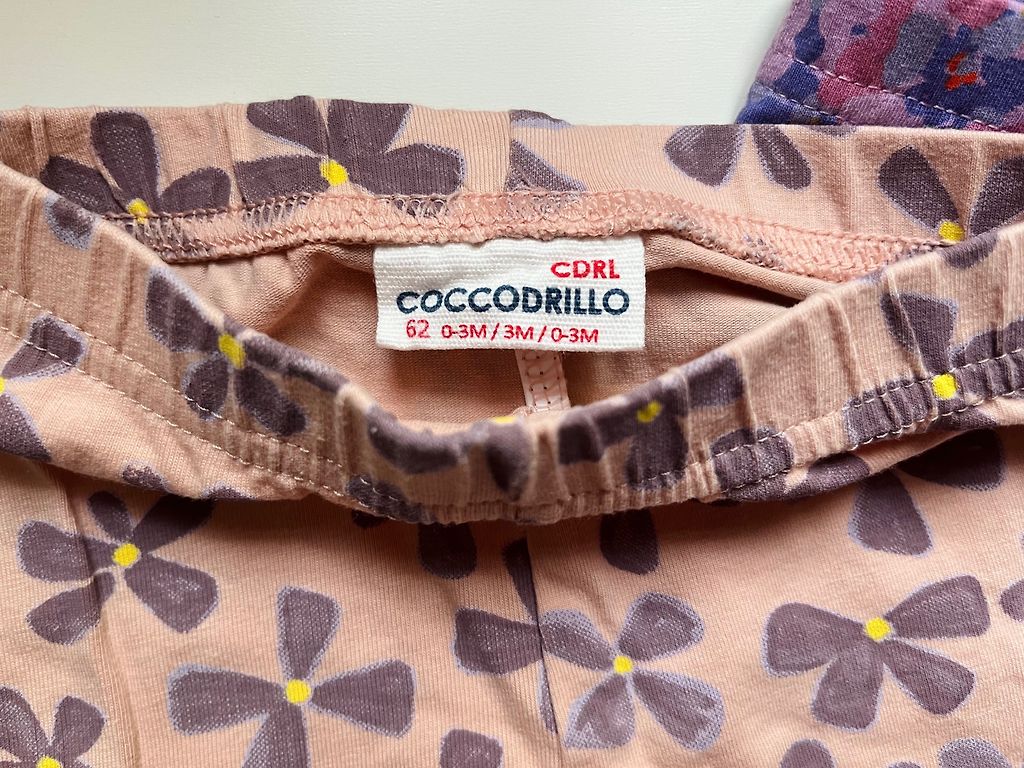 CDRL
COCCODRILLO
62 0-3M / 3M / 0-3M